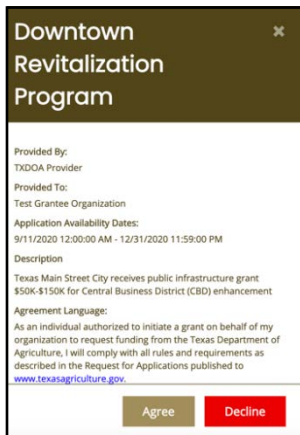 Downtown
Revitalization
Program
×
Provided By:
TXDOA Provider
Provided To:
Test Grantee Organization
Application Availability Dates:
9/11/2020 12:00:00 AM - 12/31/2020 11:59:00 PM
Description
Texas Main Street City receives public infrastructure grant
$50K-$150K for Central Business District (CBD) enhancement
Agreement Language:
As an individual authorized to initiate a grant on behalf of my
organization to request funding from the Texas Department of
Agriculture, I will comply with all rules and requirements as
described in the Request for Applications published to
www.texasagriculture.gov.
Agree
Decline